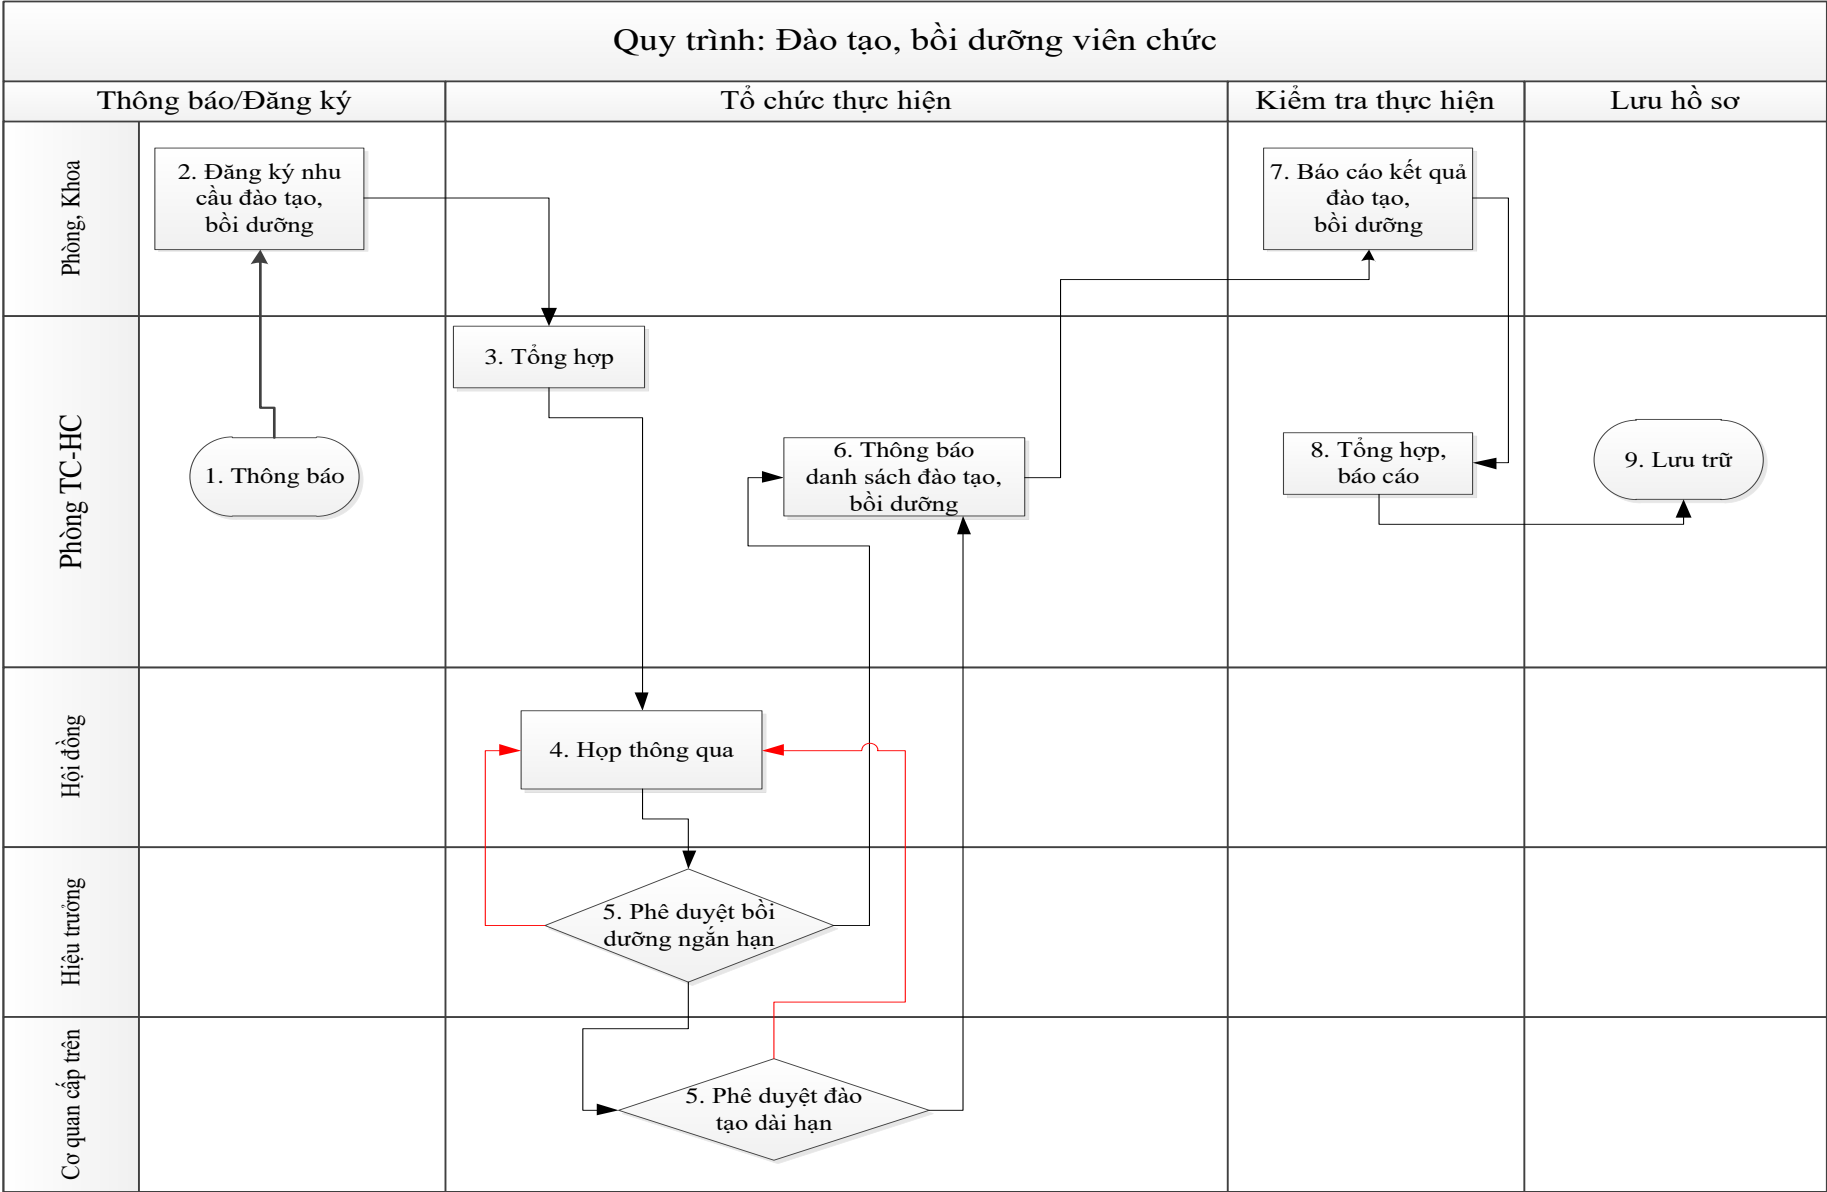 Quy trình: Đào tạo, bồi dưỡng viên chức
Thông báo/Đăng ký
Tổ chức thực hiện
Kiểm tra thực hiện
Lưu hồ sơ
Phòng, Khoa
2. Đăng ký nhu
cầu đào tạo,
bồi dưỡng
7. Báo cáo kết quả
đào tạo,
bồi dưỡng
Phòng TC-HC
1. Thông báo
3. Tổng hợp
6. Thông báo
danh sách đào tạo,
bồi dưỡng
8. Tổng hợp,
báo cáo
9. Lưu trữ
Hội đồng
4. Họp thông qua
Hiệu trưởng
5. Phê duyệt bồi
dưỡng ngắn hạn
Cơ quan cấp trên
5. Phê duyệt đào
tạo dài hạn